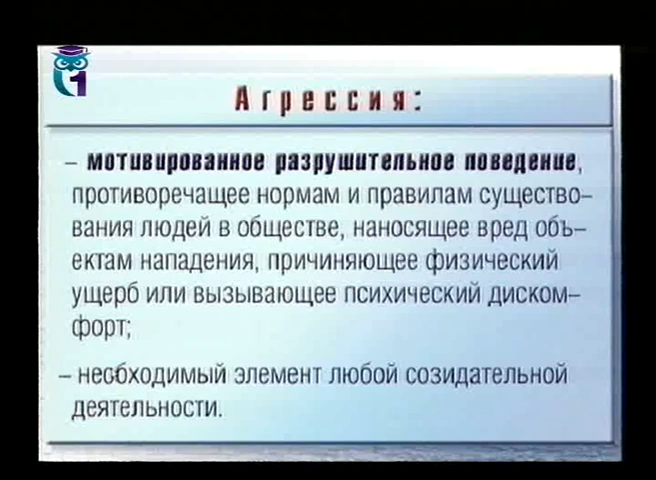 1
Агрессия:
– мотивированное разрушительное поведение,
противоречащее нормам и правилам существо-
вания людей в обществе, наносящее вред объ-
ектам нападения, причиняющее физический
ущерб или вызывающее психический диском-
форт;
– необходимый элемент любой созидательной
деятельности.